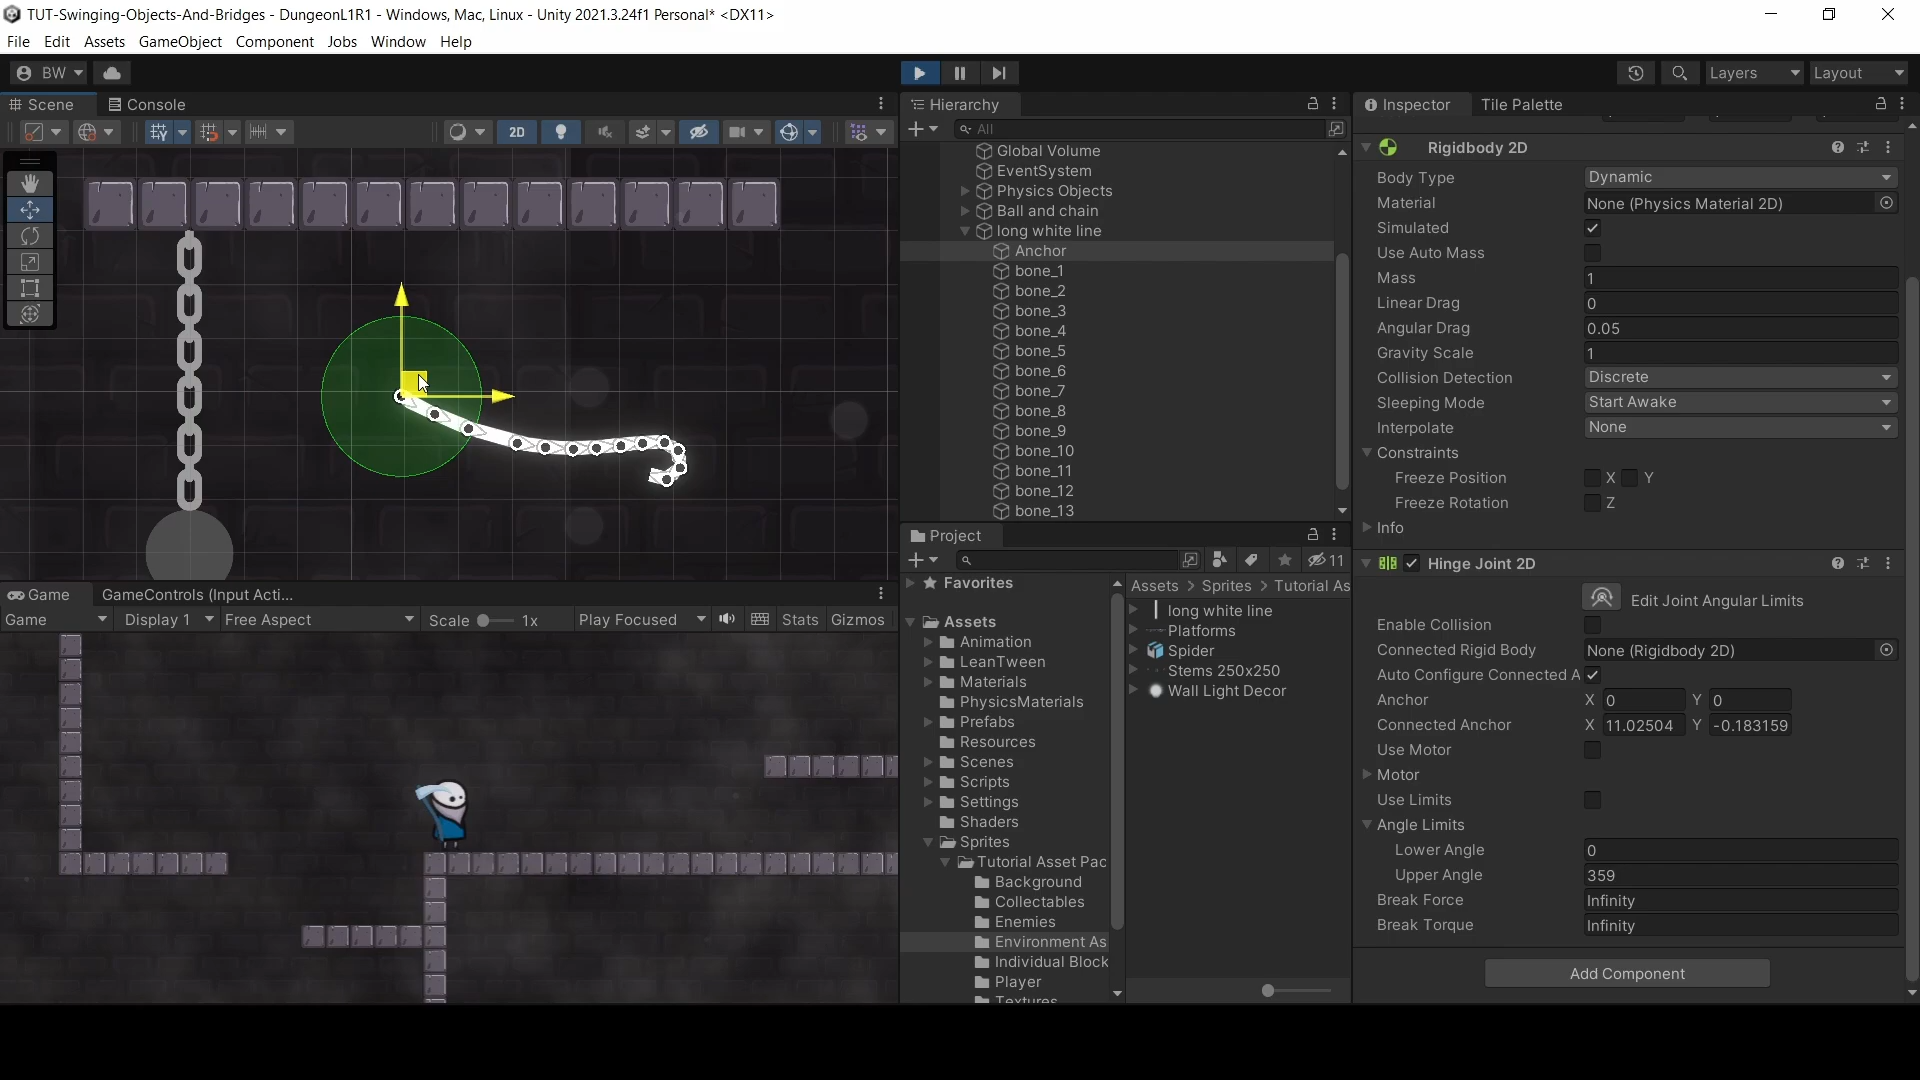 TUT-Swinging-Objects-And-Bridges - DungeonL1R1 - Windows, Mac, Linux - Unity 2021.3.24f1 Personal* <DX11>
File Edit Assets GameObject Component Jobs Window Help
BW
Layers Layout
Scene Console
2D
Hierarchy
All
Global Volume
EventSystem
Physics Objects
Ball and chain
long white line
Anchor
bone_1
bone_2
bone_3
bone_4
bone_5
bone_6
bone_7
bone_8
bone_9
bone_10
bone_11
bone_12
bone_13
Inspector Tile Palette
Rigidbody 2D
Body Type Dynamic
Material None (Physics Material 2D)
Simulated
Use Auto Mass
Mass 1
Linear Drag 0
Angular Drag 0.05
Gravity Scale 1
Collision Detection Discrete
Sleeping Mode Start Awake
Interpolate None
Constraints
Freeze Position X Y
Freeze Rotation Z
Info
Hinge Joint 2D
Edit Joint Angular Limits
Enable Collision
Connected Rigid Body None (Rigidbody 2D)
Auto Configure Connected A
Anchor X 0 Y 0
Connected Anchor X 11.02504 Y -0.183159
Use Motor
Motor
Use Limits
Angle Limits
Lower Angle 0
Upper Angle 359
Break Force Infinity
Break Torque Infinity
Add Component
Game GameControls (Input Acti...
Game Display 1 Free Aspect Scale 1x Play Focused Stats Gizmos
Project
11
Favorites
Assets
Animation
LeanTween
Materials
PhysicsMaterials
Prefabs
Resources
Scenes
Scripts
Settings
Shaders
Sprites
Tutorial Asset Pac
Background
Collectables
Enemies
Environment As
Individual Block
Player
Textures
Assets > Sprites > Tutorial As
long white line
Platforms
Spider
Stems 250x250
Wall Light Decor